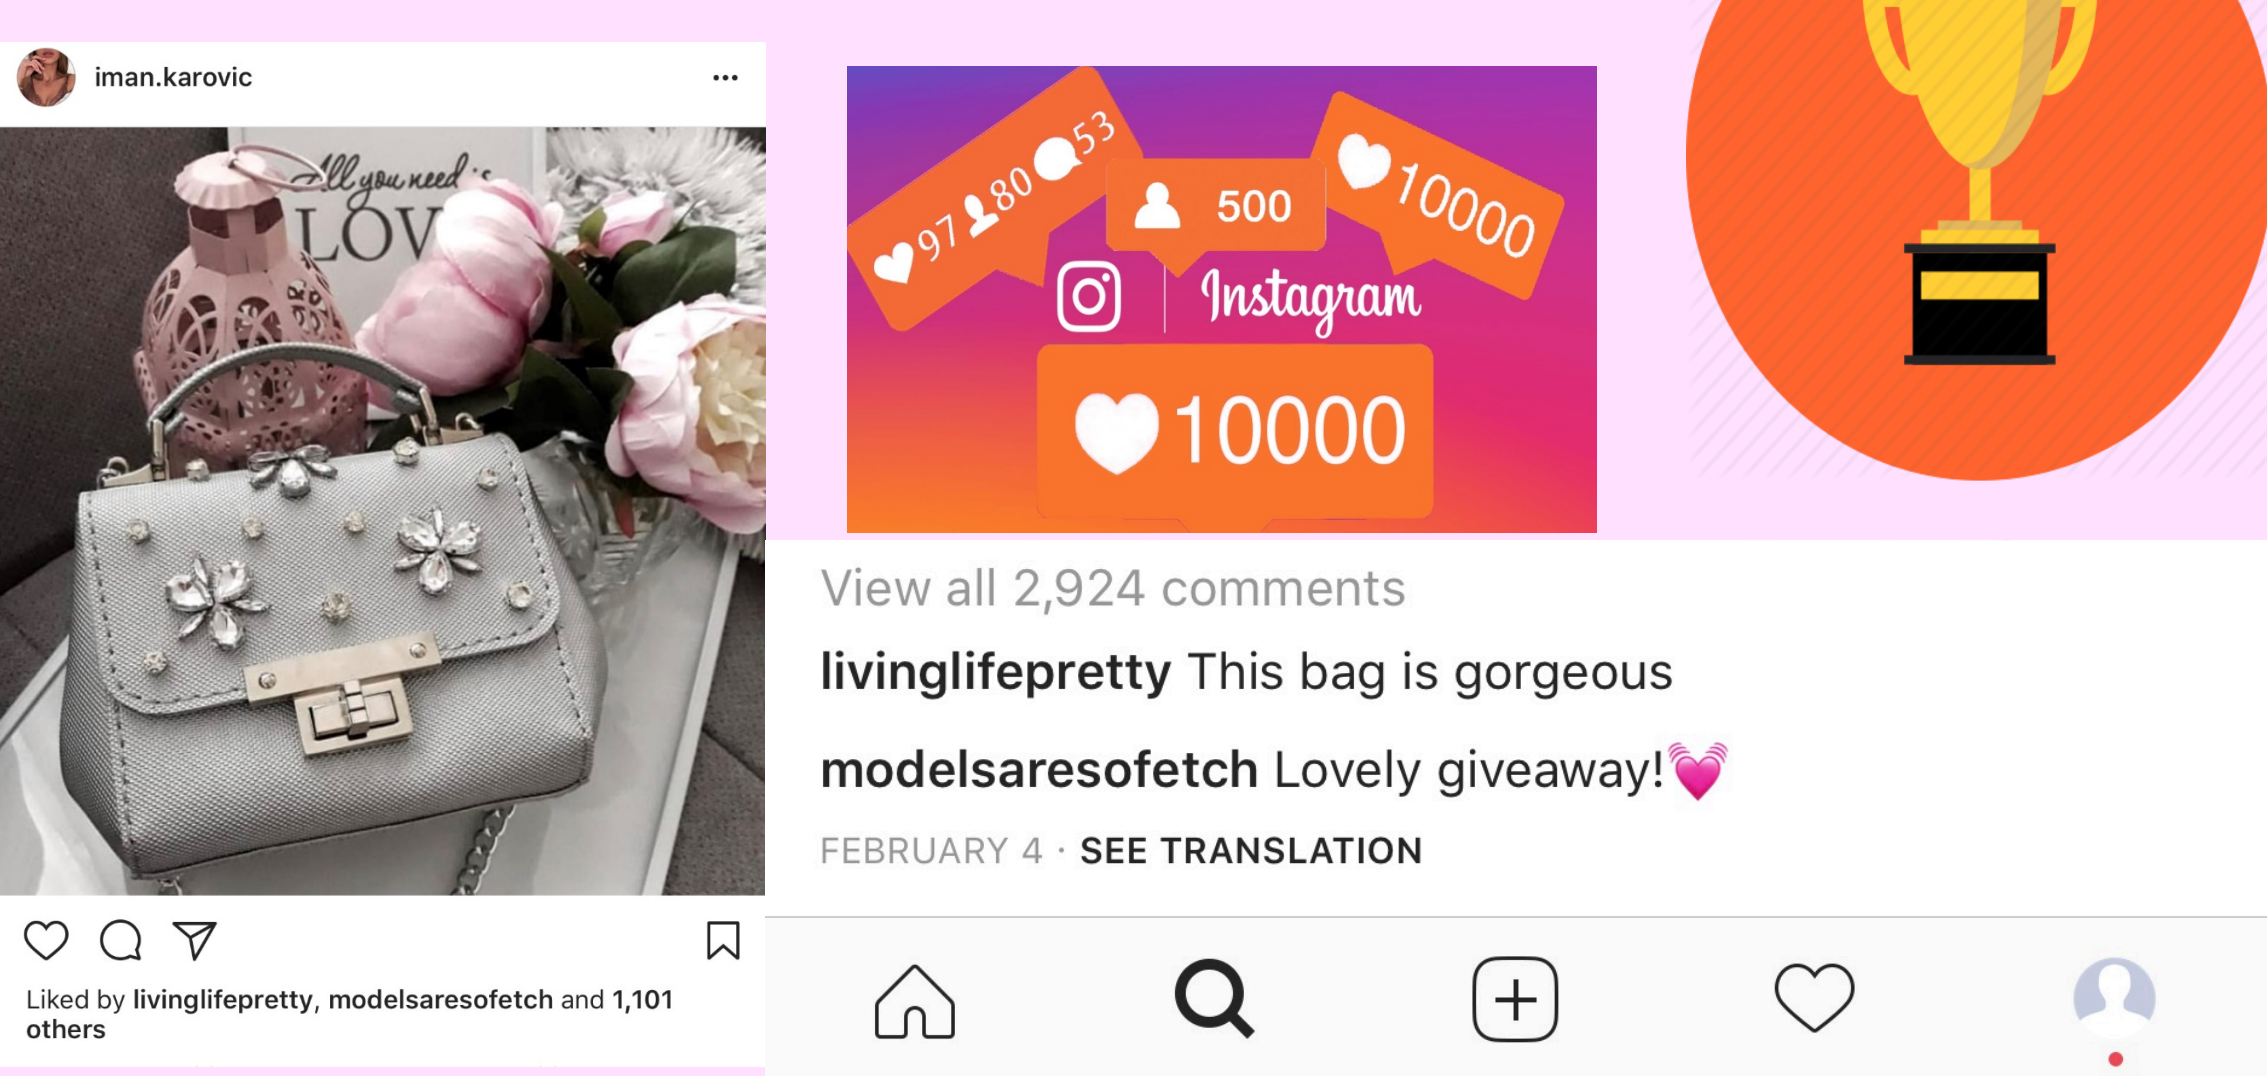 iman.karovic
All you need is
LOV
Liked by livinglifepretty, modelsaresofetch and 1,101
others
97 80 53
500
10000
Instagram
10000
View all 2,924 comments
livinglifepretty This bag is gorgeous
modelsaresofetch Lovely giveaway!💓
FEBRUARY 4 · SEE TRANSLATION